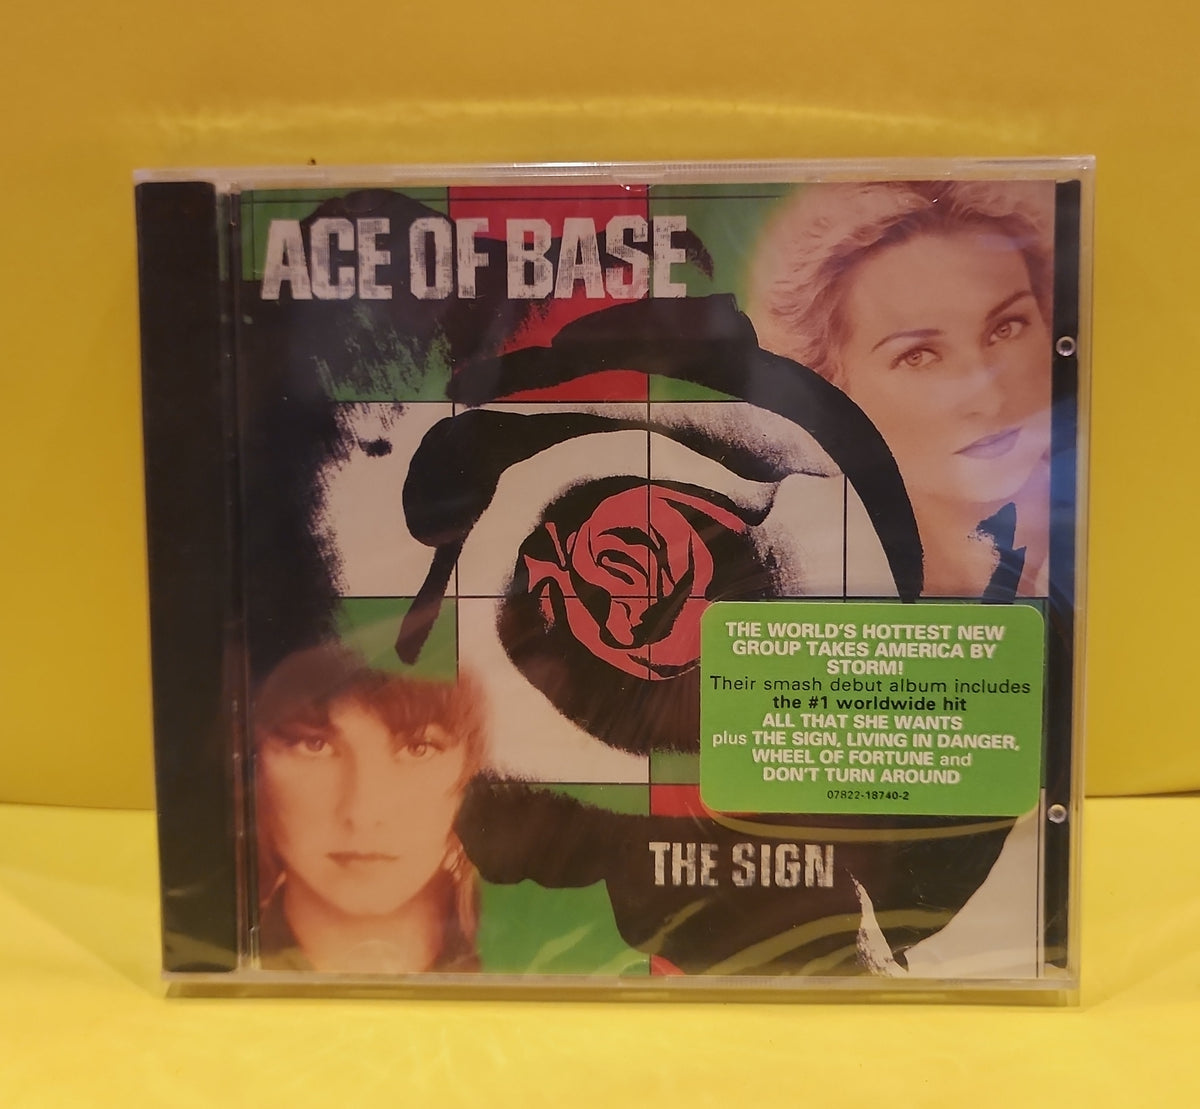 ACE OF BASE
THE WORLD'S HOTTEST NEW
GROUP TAKES AMERICA BY
STORM!
Their smash debut album includes
the #1 worldwide hit
ALL THAT SHE WANTS
plus THE SIGN, LIVING IN DANGER,
WHEEL OF FORTUNE and
DON'T TURN AROUND
07822-18740-2
THE SIGN